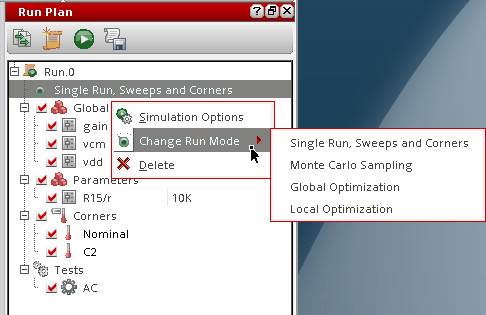 Run Plan
Run.0
Single Run, Sweeps and Corners
Global
Simulation Options
gain
Change Run Mode
Single Run, Sweeps and Corners
vcm
Monte Carlo Sampling
vdd
Delete
Parameters
Global Optimization
R15/r 10K
Local Optimization
Corners
Nominal
C2
Tests
AC